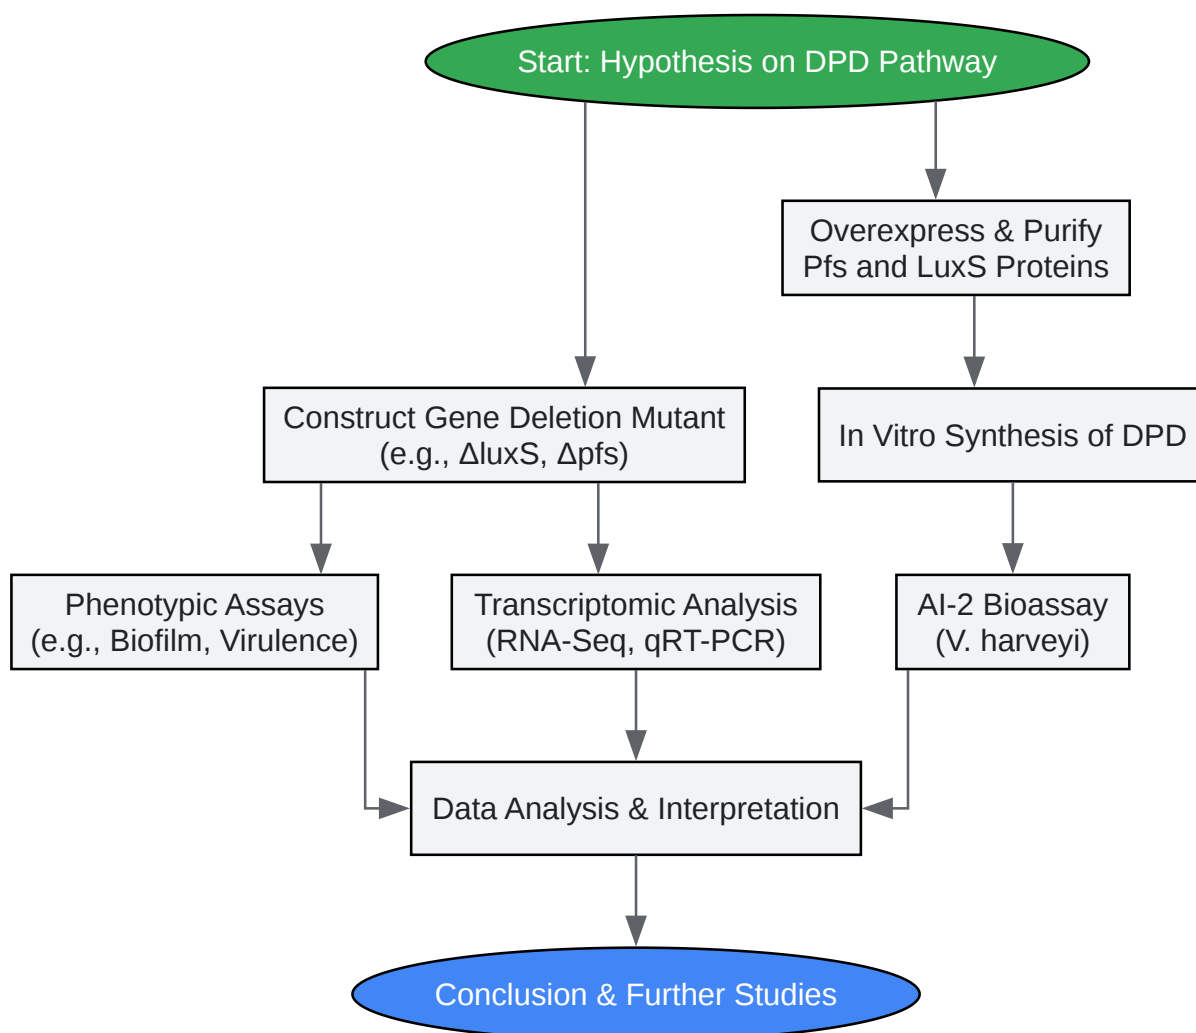 Start: Hypothesis on DPD Pathway
Overexpress & Purify
Pfs and LuxS Proteins
Construct Gene Deletion Mutant
(e.g., ΔluxS, Δpfs)
In Vitro Synthesis of DPD
Phenotypic Assays
(e.g., Biofilm, Virulence)
Transcriptomic Analysis
(RNA-Seq, qRT-PCR)
AI-2 Bioassay
(V. harveyi)
Data Analysis & Interpretation
Conclusion & Further Studies